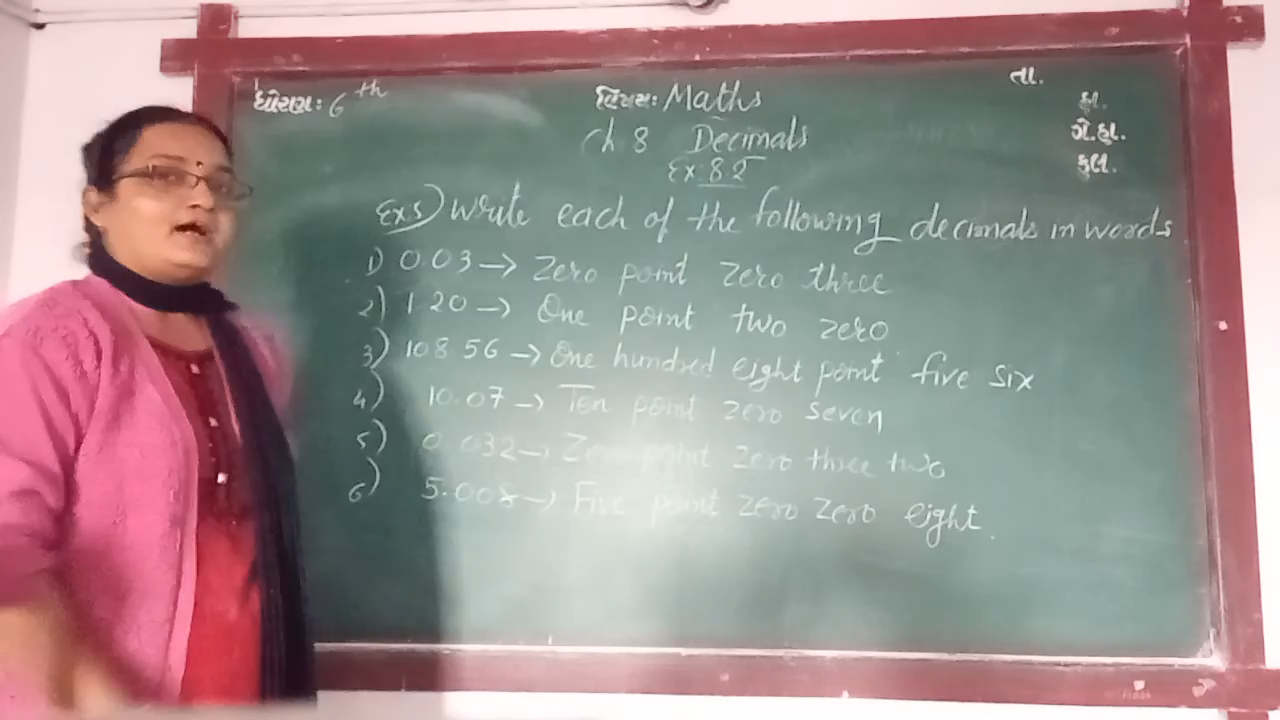 ધોરણ: 6th
વિષય: Maths
તા.
હા.
ગે.હા.
કુલ.
Ch 8 Decimals
Ex 8.2
Ex 5) Write each of the following decimals in words
1) 0.03 → Zero point zero three
2) 1.20 → One point two zero
3) 108.56 → One hundred eight point five six
4) 10.07 → Ten point zero seven
5) 0.032 → Zero point zero three two
6) 5.008 → Five point zero zero eight.